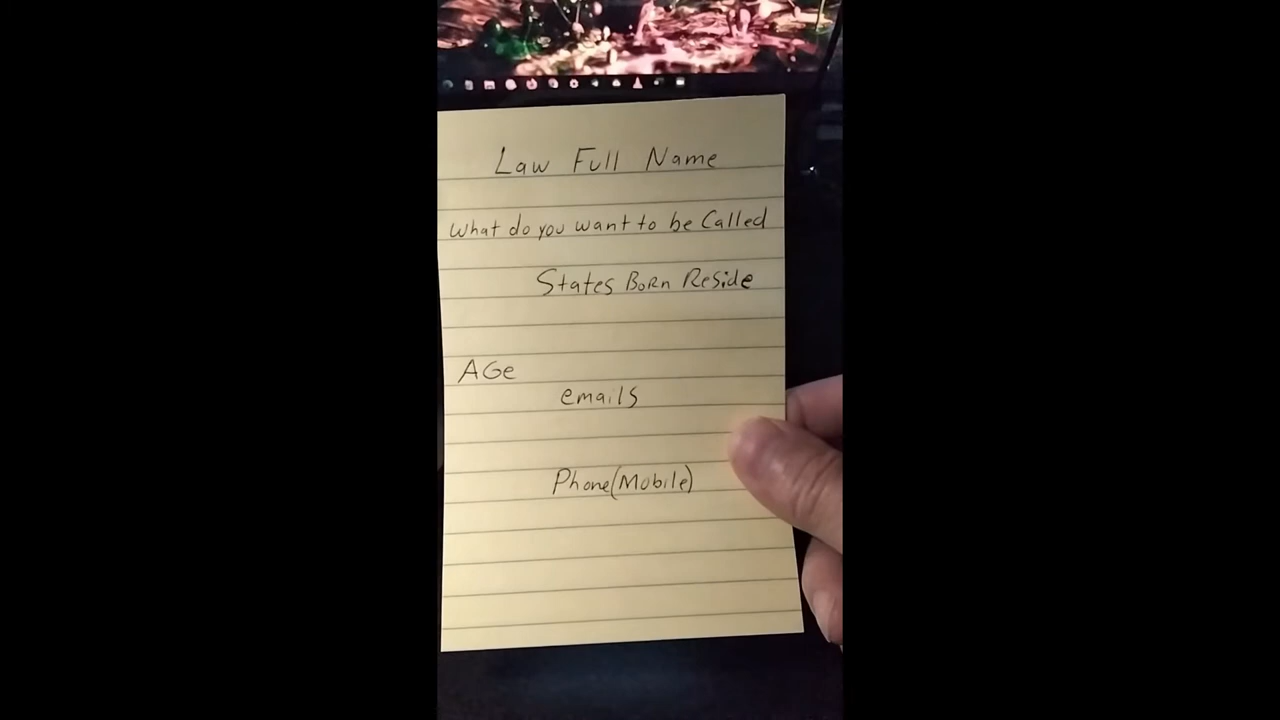 Law Full Name
What do you want to be Called
States Born Reside
AGe
emails
Phone(Mobile)